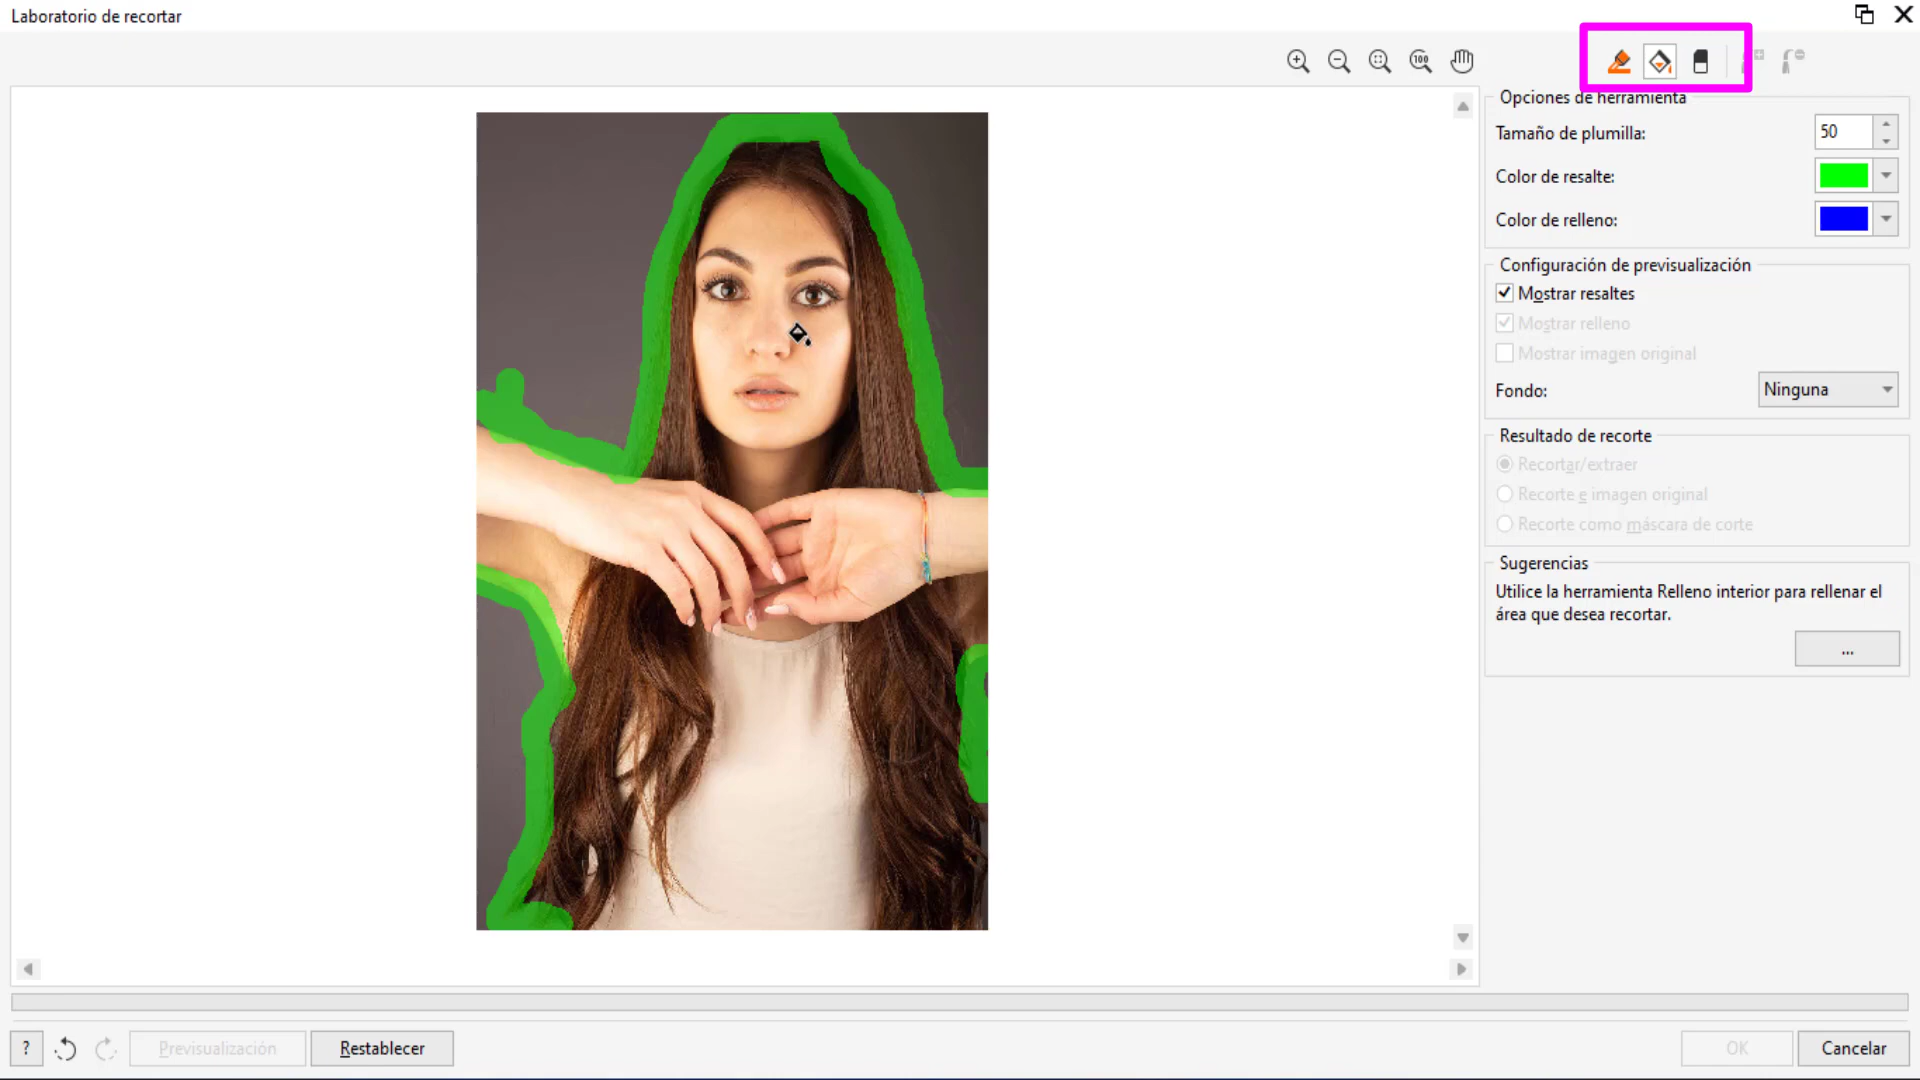 Laboratorio de recortar
100
Opciones de herramienta
Tamaño de plumilla:
50
Color de resalte:
Color de relleno:
Configuración de previsualización
Mostrar resaltes
Mostrar relleno
Mostrar imagen original
Fondo:
Ninguna
Resultado de recorte
Recortar/extraer
Recorte e imagen original
Recorte como máscara de corte
Sugerencias
Utilice la herramienta Relleno interior para rellenar el
área que desea recortar.
...
?
Previsualización
Restablecer
OK
Cancelar